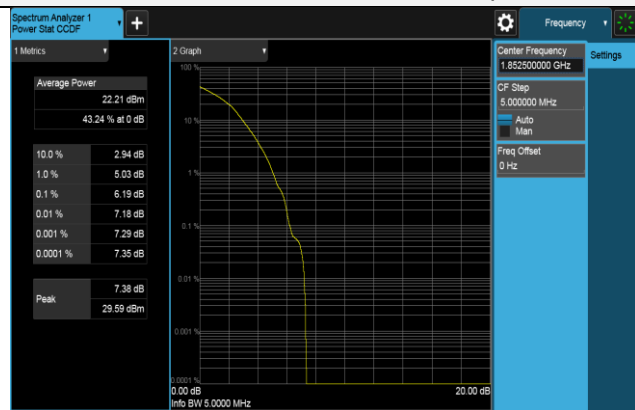 Spectrum Analyzer 1
Power Stat CCDF
Frequency
1 Metrics
Average Power
22.21 dBm
43.24 % at 0 dB
10.0 % 2.94 dB
1.0 % 5.03 dB
0.1 % 6.19 dB
0.01 % 7.18 dB
0.001 % 7.29 dB
0.0001 % 7.35 dB
Peak 7.38 dB
29.59 dBm
2 Graph
100 %
10 %
1 %
0.1 %
0.01 %
0.001 %
0.0001 %
0.00 dB 20.00 dB
Info BW 5.0000 MHz
Center Frequency
1.852500000 GHz
CF Step
5.000000 MHz
Auto
Man
Freq Offset
0 Hz
Settings